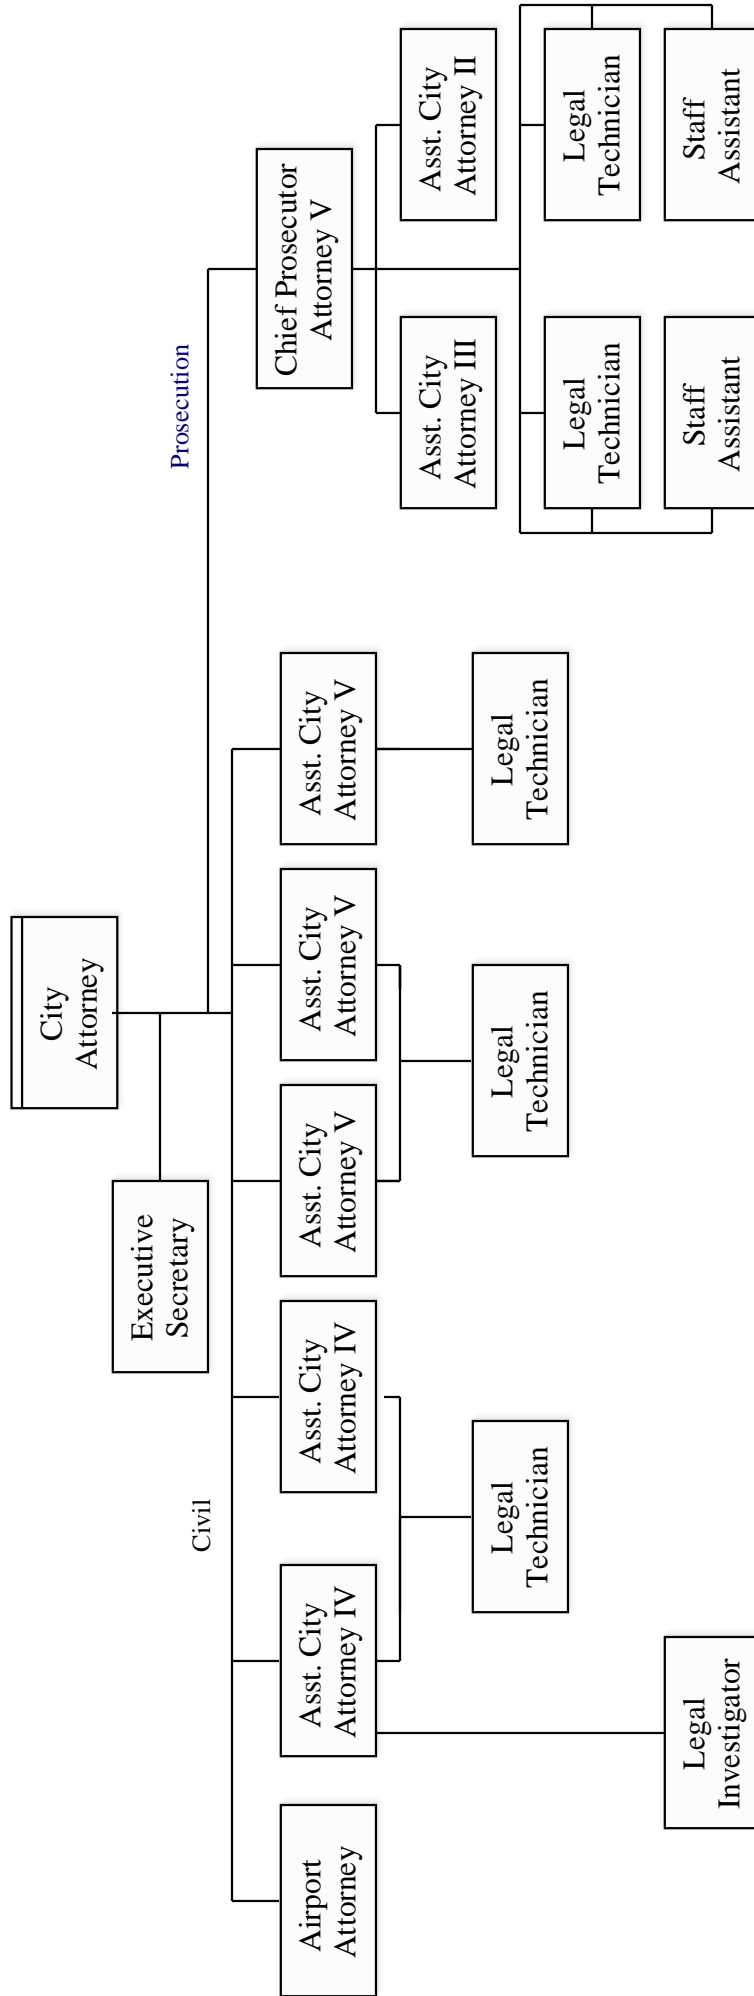 City
Attorney
Executive
Secretary
Civil
Prosecution
Airport
Attorney
Asst. City
Attorney IV
Asst. City
Attorney IV
Asst. City
Attorney V
Asst. City
Attorney V
Asst. City
Attorney V
Chief Prosecutor
Attorney V
Asst. City
Attorney III
Asst. City
Attorney II
Legal
Technician
Legal
Technician
Legal
Technician
Legal
Technician
Legal
Technician
Legal
Investigator
Staff
Assistant
Staff
Assistant